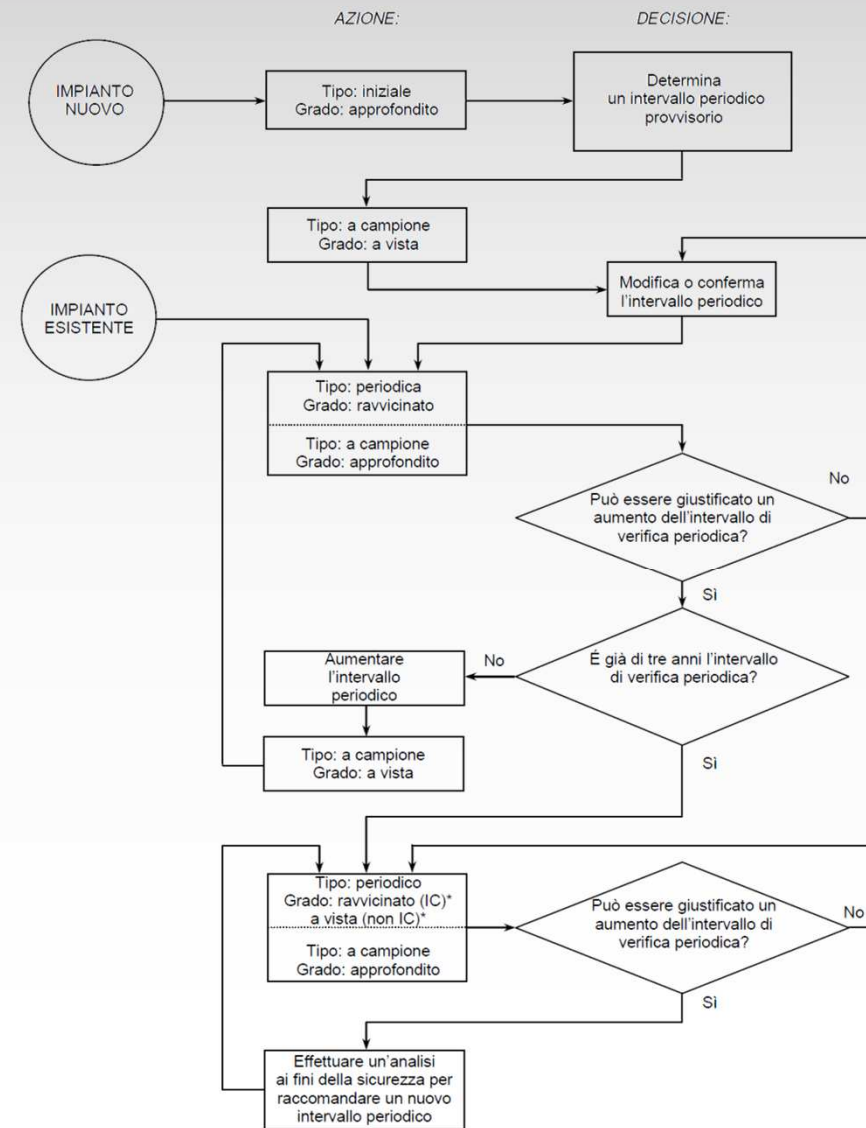 AZIONE:
DECISIONE:
IMPIANTO
NUOVO
Tipo: iniziale
Grado: approfondito
Determina
un intervallo periodico
provvisorio
Tipo: a campione
Grado: a vista
Modifica o conferma
l'intervallo periodico
IMPIANTO
ESISTENTE
Tipo: periodica
Grado: ravvicinato
Tipo: a campione
Grado: approfondito
Può essere giustificato un
aumento dell'intervallo di
verifica periodica?
No
Sì
É già di tre anni l'intervallo
di verifica periodica?
No
Aumentare
l'intervallo
periodico
Tipo: a campione
Grado: a vista
Sì
Tipo: periodico
Grado: ravvicinato (IC)*
a vista (non IC)*
Tipo: a campione
Grado: approfondito
Può essere giustificato un
aumento dell'intervallo di
verifica periodica?
No
Sì
Effettuare un'analisi
ai fini della sicurezza per
raccomandare un nuovo
intervallo periodico